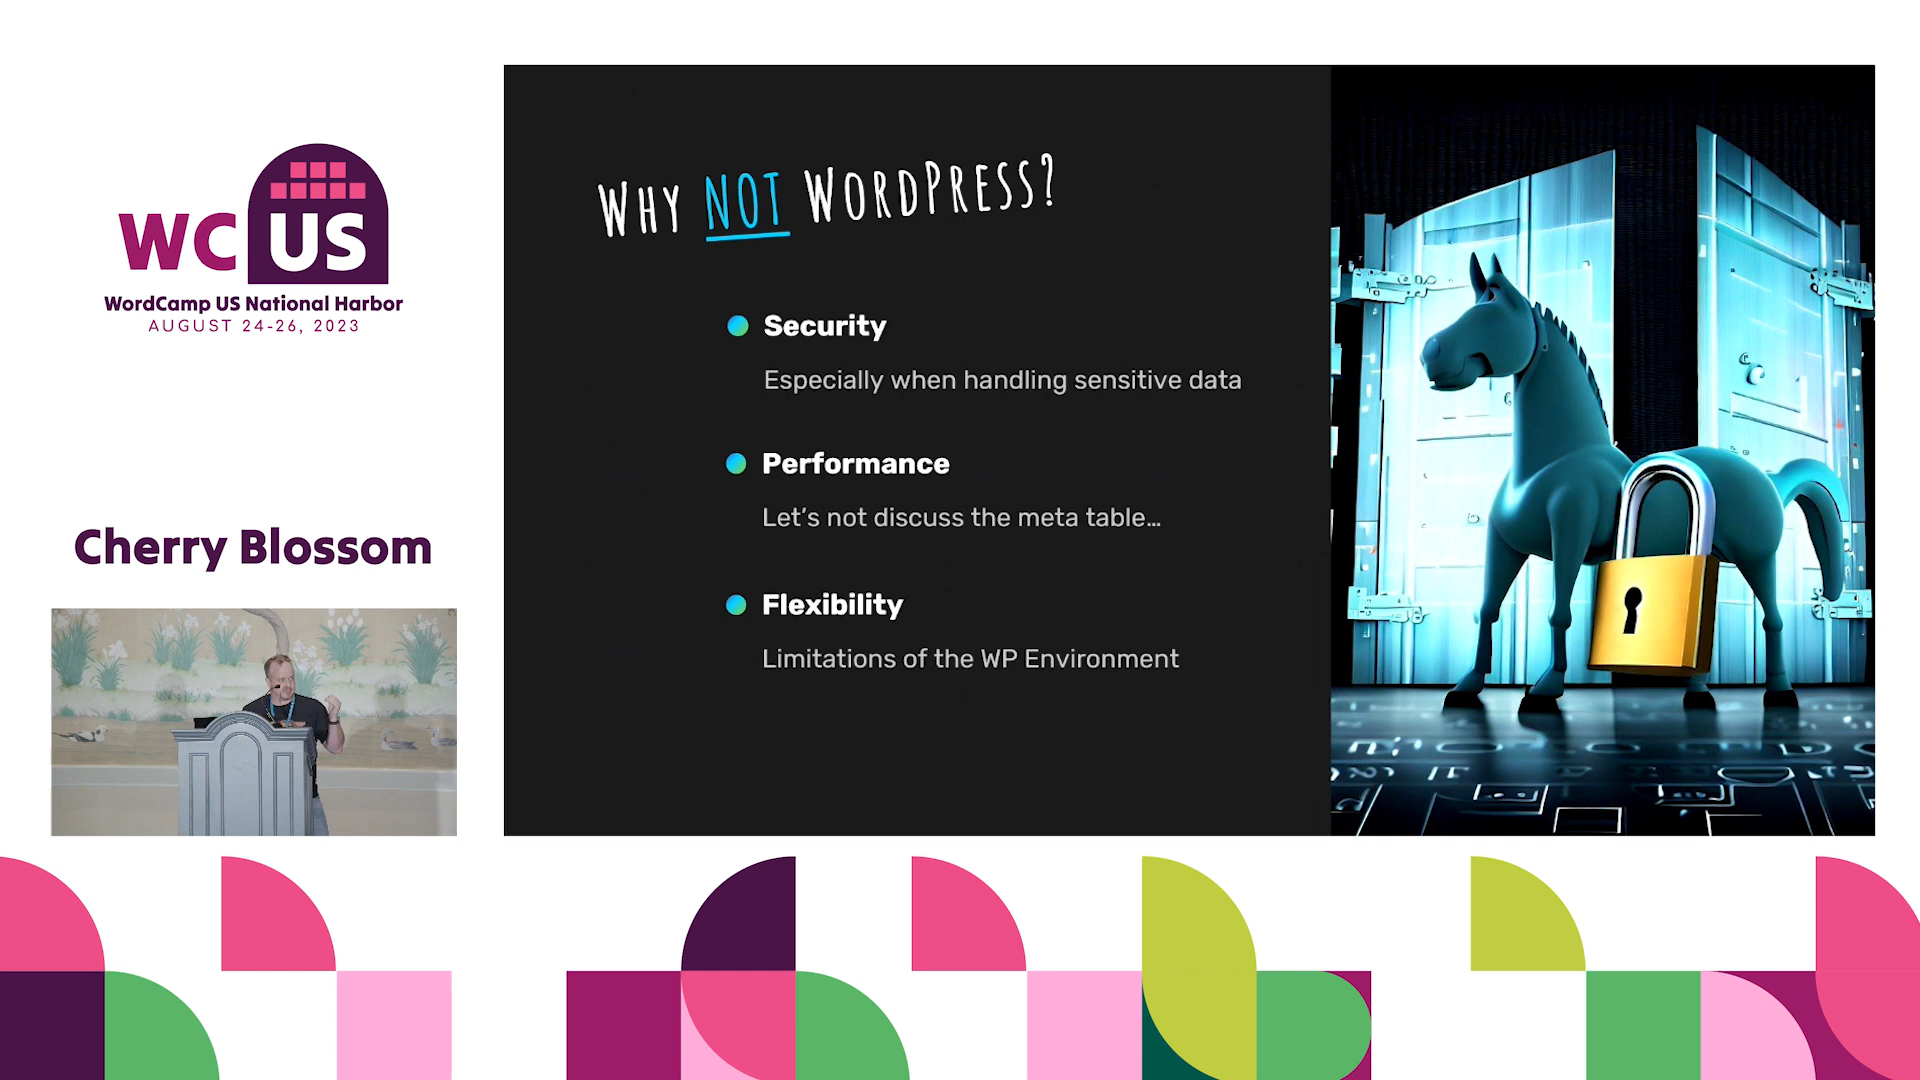 WC US
WordCamp US National Harbor
AUGUST 24-26, 2023
Cherry Blossom
WHY NOT WORDPRESS?
Security
Especially when handling sensitive data
Performance
Let's not discuss the meta table…
Flexibility
Limitations of the WP Environment